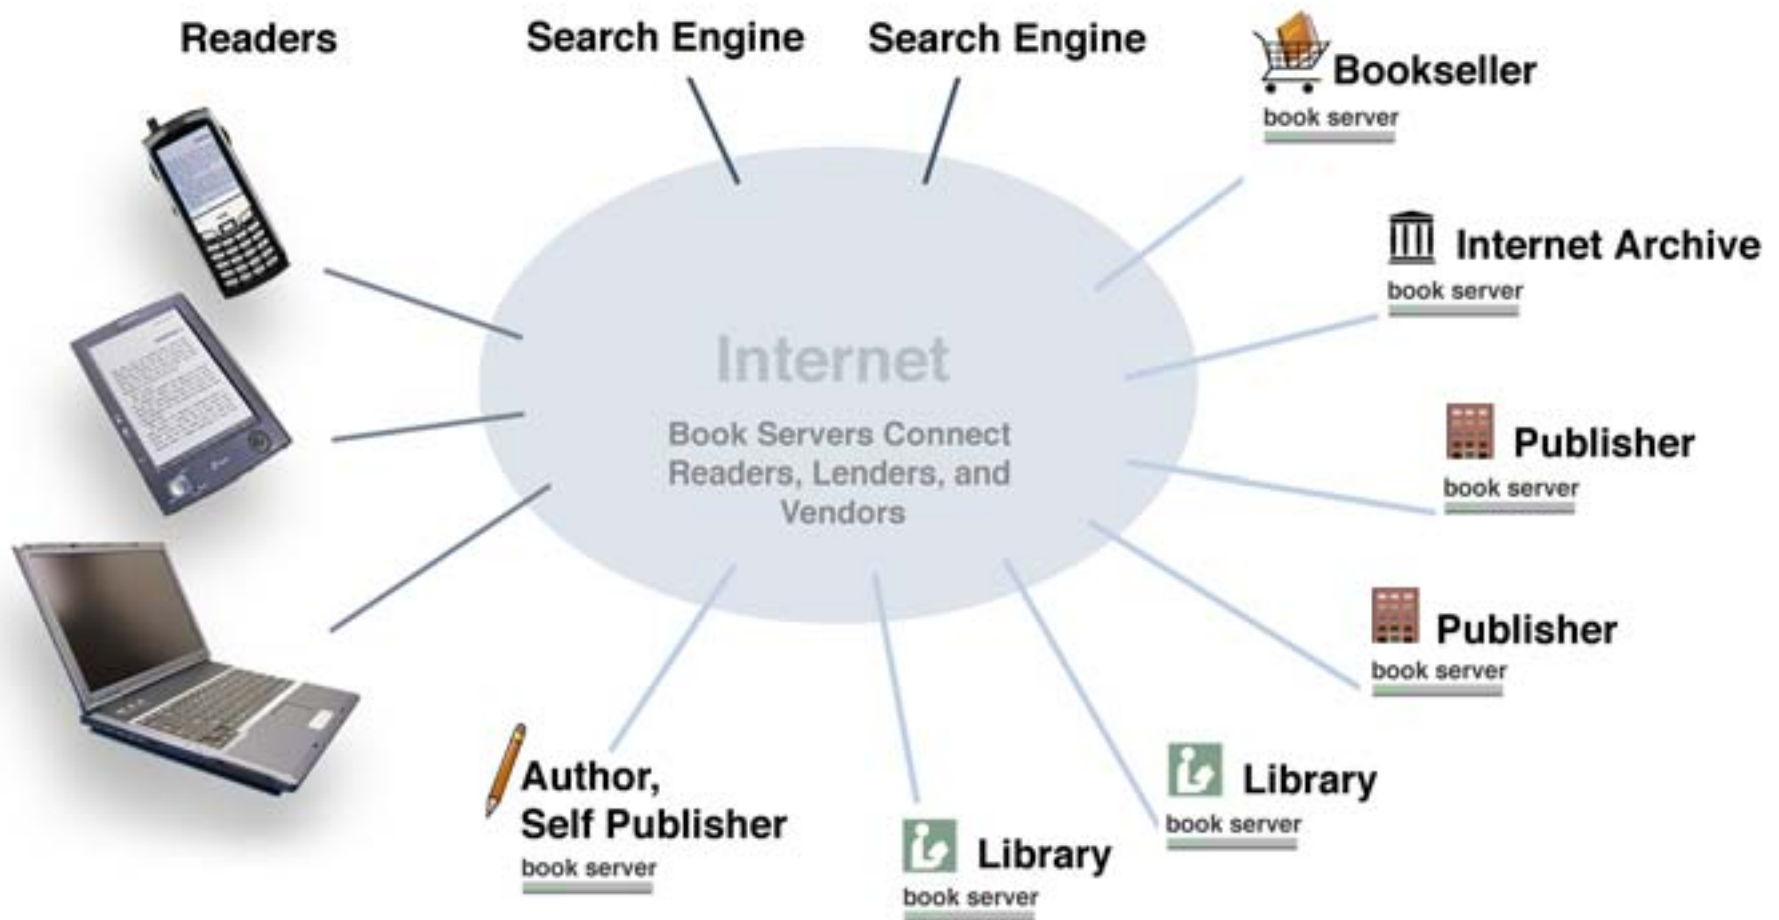 Readers
Search Engine
Search Engine
Bookseller
book server
Internet Archive
book server
Internet
Book Servers Connect
Readers, Lenders, and
Vendors
Publisher
book server
Publisher
book server
Library
book server
Author,
Self Publisher
book server
Library
book server